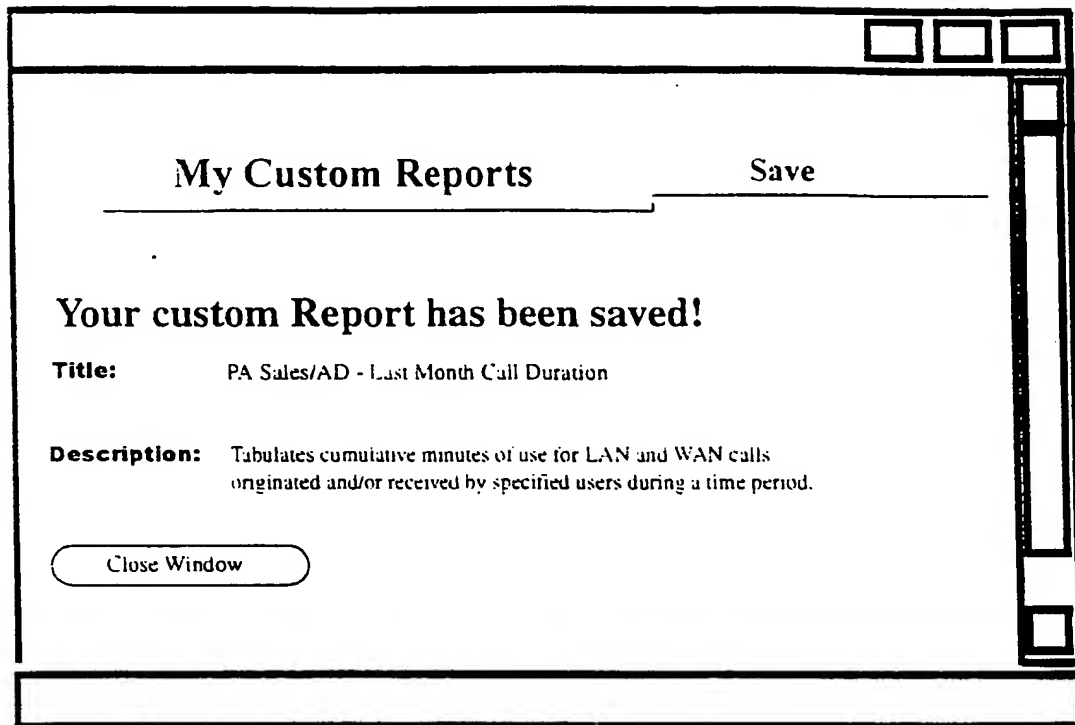 My Custom Reports Save
Your custom Report has been saved!
Title: PA Sales/AD - Last Month Call Duration
Description: Tabulates cumulative minutes of use for LAN and WAN calls
originated and/or received by specified users during a time period.
Close Window